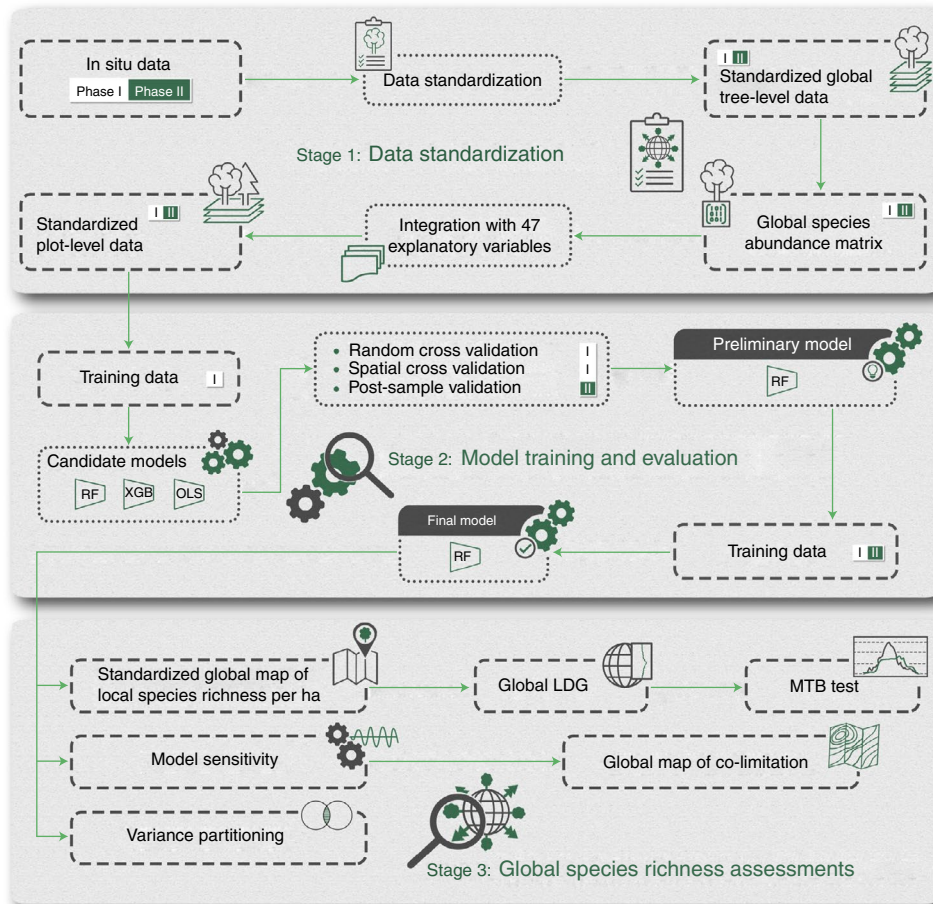 In situ data
Phase I Phase II
Data standardization
I II
Standardized global
tree-level data
Stage 1: Data standardization
I II
Standardized
plot-level data
Integration with 47
explanatory variables
I II
Global species
abundance matrix
Training data I
• Random cross validation I
• Spatial cross validation I
• Post-sample validation II
Preliminary model
RF
Candidate models
RF XGB OLS
Stage 2: Model training and evaluation
Final model
RF
Training data I II
Standardized global map of
local species richness per ha
Global LDG
MTB test
Model sensitivity
Global map of co-limitation
Variance partitioning
Stage 3: Global species richness assessments